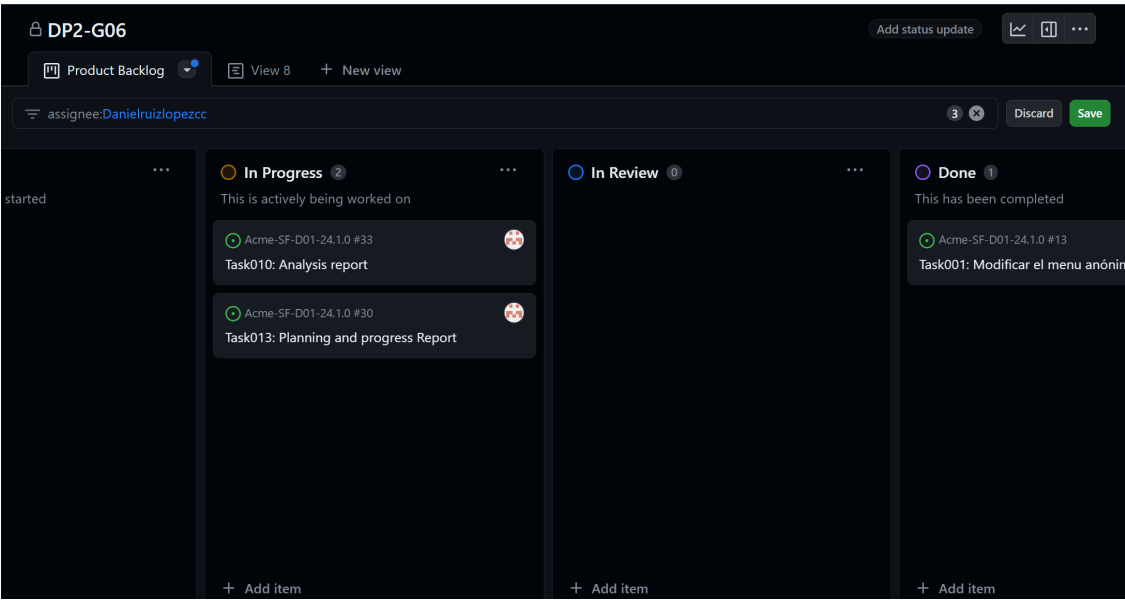 DP2-G06
Add status update
Product Backlog
View 8
New view
assignee:Danielruizlopezcc
3
Discard
Save
started
In Progress 2
This is actively being worked on
Acme-SF-D01-24.1.0 #33
Task010: Analysis report
Acme-SF-D01-24.1.0 #30
Task013: Planning and progress Report
Add item
In Review 0
Add item
Done 1
This has been completed
Acme-SF-D01-24.1.0 #13
Task001: Modificar el menu
Add item